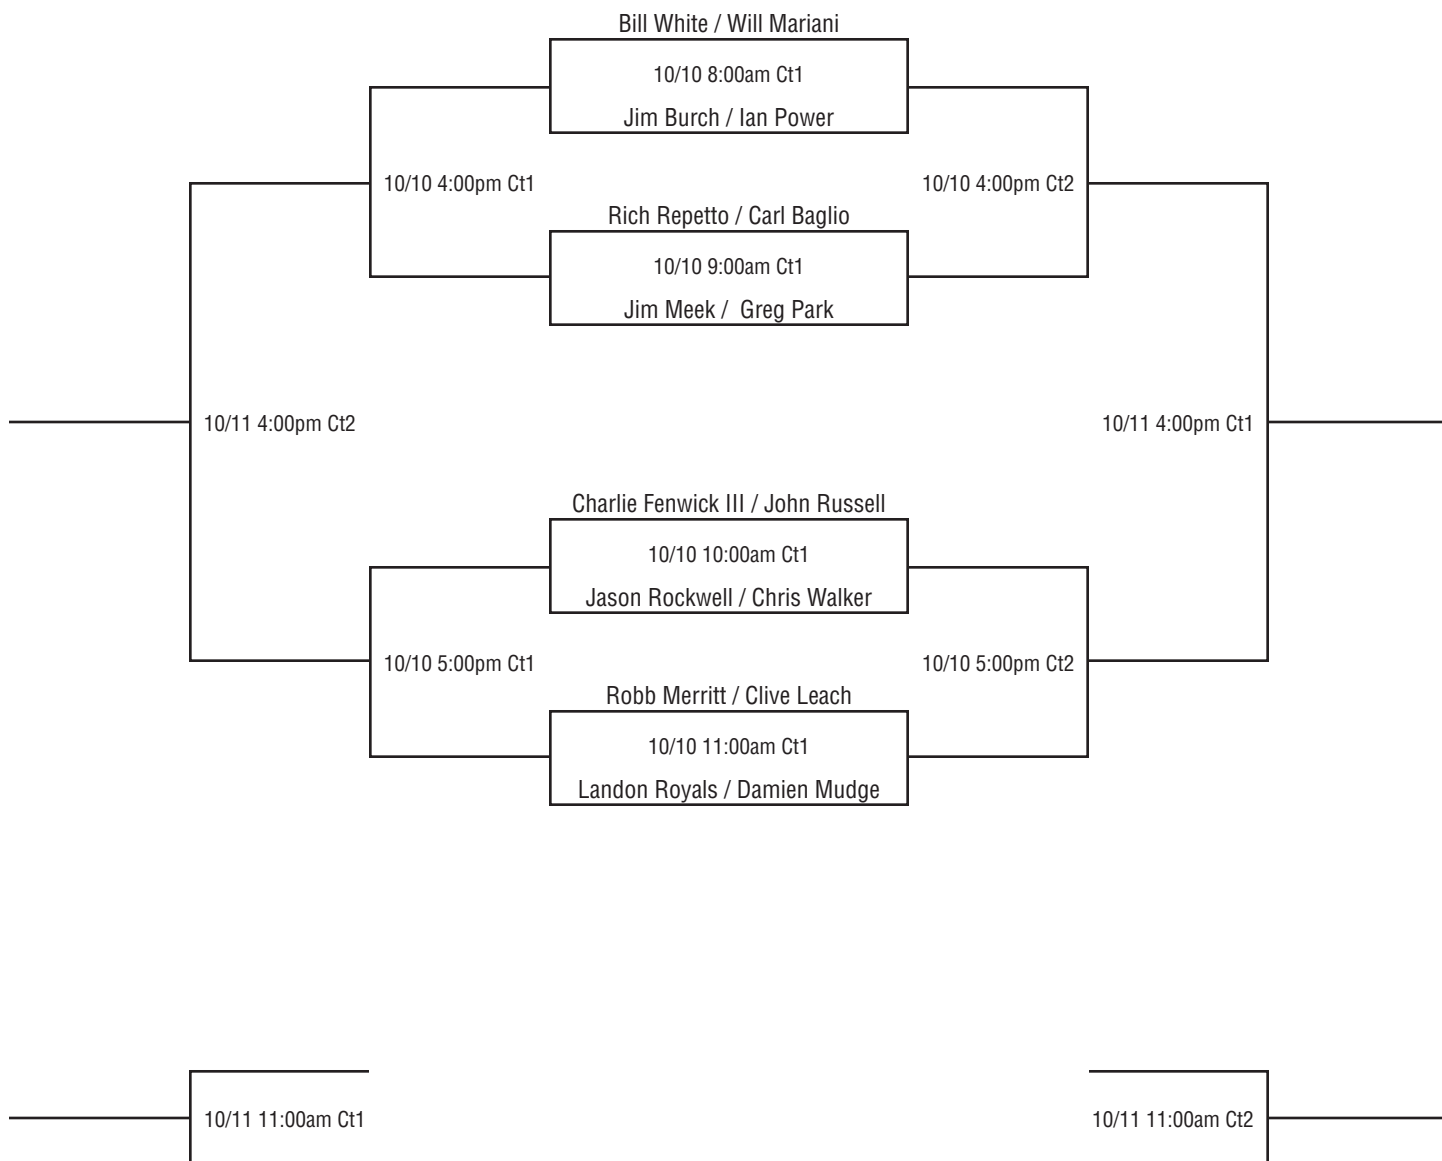 Bill White / Will Mariani
10/10 8:00am Ct1
Jim Burch / Ian Power
10/10 4:00pm Ct1
10/10 4:00pm Ct2
Rich Repetto / Carl Baglio
10/10 9:00am Ct1
Jim Meek / Greg Park
10/11 4:00pm Ct2
10/11 4:00pm Ct1
Charlie Fenwick III / John Russell
10/10 10:00am Ct1
Jason Rockwell / Chris Walker
10/10 5:00pm Ct1
10/10 5:00pm Ct2
Robb Merritt / Clive Leach
10/10 11:00am Ct1
Landon Royals / Damien Mudge
10/11 11:00am Ct1
10/11 11:00am Ct2